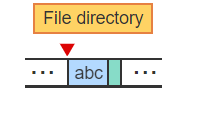 File directory
... abc ...